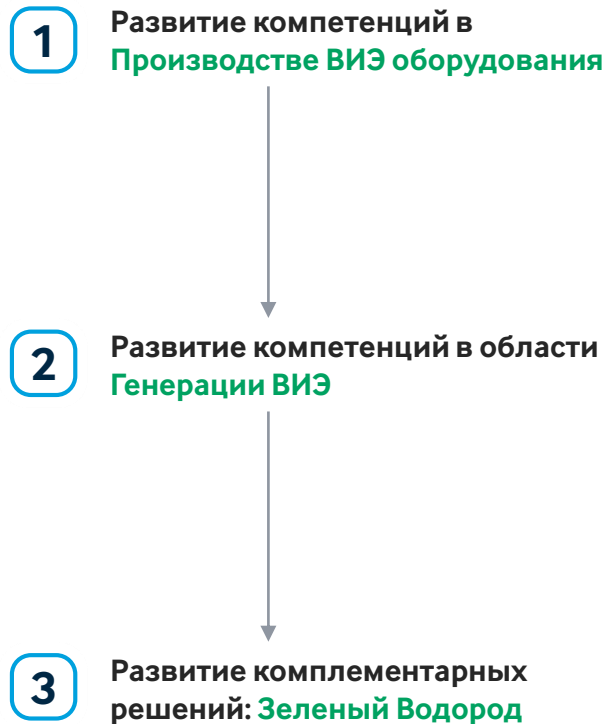 1
Развитие компетенций в
Производстве ВИЭ оборудования
2
Развитие компетенций в области
Генерации ВИЭ
3
Развитие комплементарных
решений: Зеленый Водород